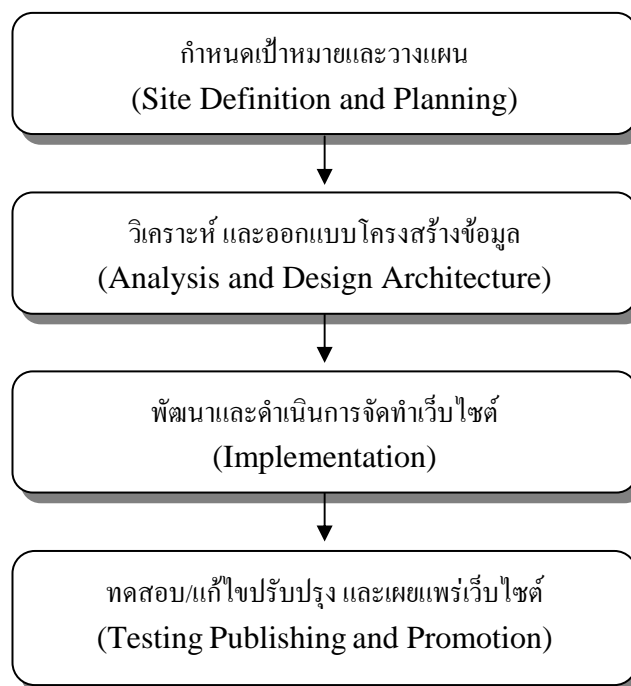 กำหนดเป้าหมายและวางแผน
(Site Definition and Planning)
วิเคราะห์ และออกแบบโครงสร้างข้อมูล
(Analysis and Design Architecture)
พัฒนาและดำเนินการจัดทำเว็บไซต์
(Implementation)
ทดสอบ/แก้ไขปรับปรุง และเผยแพร่เว็บไซต์
(Testing Publishing and Promotion)